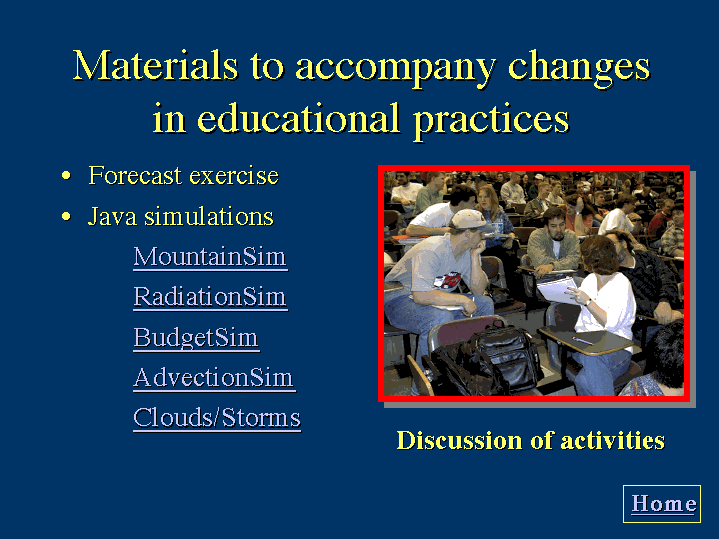 Materials to accompany changes
in educational practices
• Forecast exercise
• Java simulations
MountainSim
RadiationSim
BudgetSim
AdvectionSim
Clouds/Storms
Discussion of activities
Home